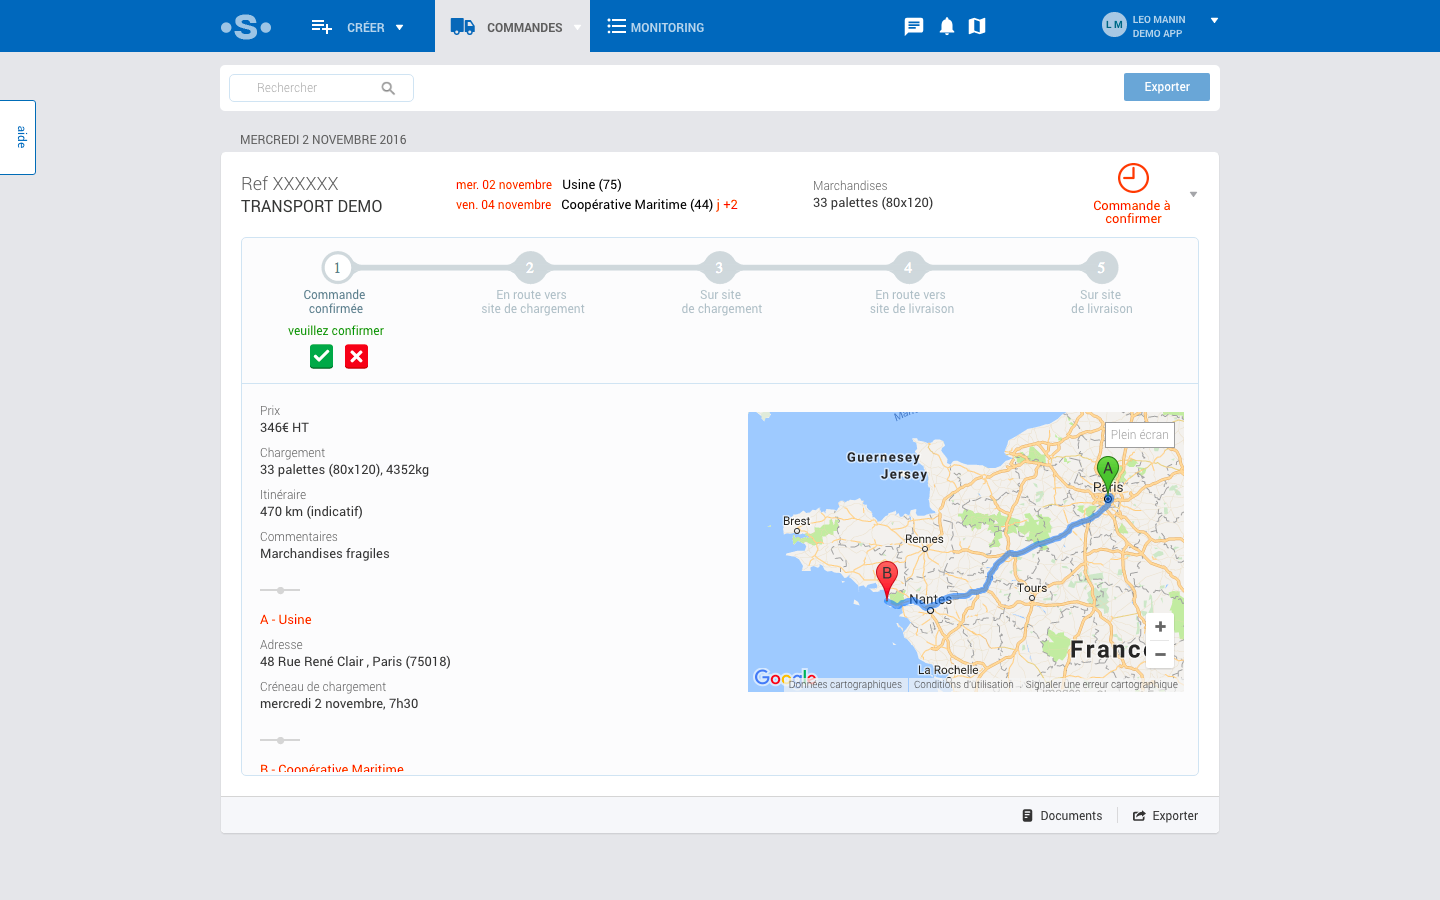 •S•
CRÉER
COMMANDES
MONITORING
L M
LEO MANIN
DEMO APP
Rechercher
Exporter
aide
MERCREDI 2 NOVEMBRE 2016
Ref XXXXXX
TRANSPORT DEMO
mer. 02 novembre Usine (75)
ven. 04 novembre Coopérative Maritime (44) j +2
Marchandises
33 palettes (80x120)
Commande à
confirmer
1
2
3
4
5
Commande
confirmée
En route vers
site de chargement
Sur site
de chargement
En route vers
site de livraison
Sur site
de livraison
veuillez confirmer
Prix
346€ HT
Chargement
33 palettes (80x120), 4352kg
Itinéraire
470 km (indicatif)
Commentaires
Marchandises fragiles
A - Usine
Adresse
48 Rue René Clair , Paris (75018)
Créneau de chargement
mercredi 2 novembre, 7h30
B - Coopérative Maritime
Plein écran
Guernesey
Jersey
A
Paris
Brest
Rennes
B
Nantes
Tours
+
France
−
La Rochelle
Google
Données cartographiques
Conditions d'utilisation
Signaler une erreur cartographique
Documents
Exporter